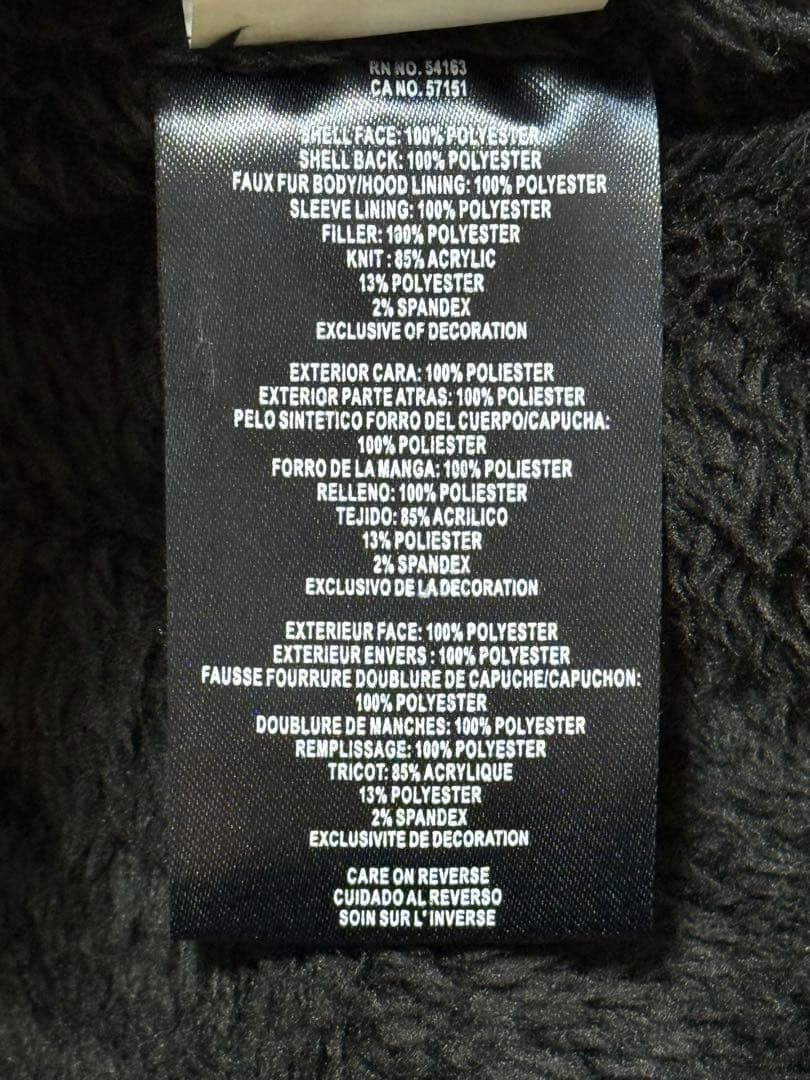 RN NO. 54163
CA NO. 57151
SHELL FACE: 100% POLYESTER
SHELL BACK: 100% POLYESTER
FAUX FUR BODY/HOOD LINING: 100% POLYESTER
SLEEVE LINING: 100% POLYESTER
FILLER: 100% POLYESTER
KNIT : 85% ACRYLIC
13% POLYESTER
2% SPANDEX
EXCLUSIVE OF DECORATION
EXTERIOR CARA: 100% POLIESTER
EXTERIOR PARTE ATRAS: 100% POLIESTER
PELO SINTETICO FORRO DEL CUERPO/CAPUCHA:
100% POLIESTER
FORRO DE LA MANGA: 100% POLIESTER
RELLENO: 100% POLIESTER
TEJIDO: 85% ACRILICO
13% POLIESTER
2% SPANDEX
EXCLUSIVO DE LA DECORATION
EXTERIEUR FACE: 100% POLYESTER
EXTERIEUR ENVERS : 100% POLYESTER
FAUSSE FOURRURE DOUBLURE DE CAPUCHE/CAPUCHON:
100% POLYESTER
DOUBLURE DE MANCHES: 100% POLYESTER
REMPLISSAGE: 100% POLYESTER
TRICOT: 85% ACRYLIQUE
13% POLYESTER
2% SPANDEX
EXCLUSIVITE DE DECORATION
CARE ON REVERSE
CUIDADO AL REVERSO
SOIN SUR L' INVERSE